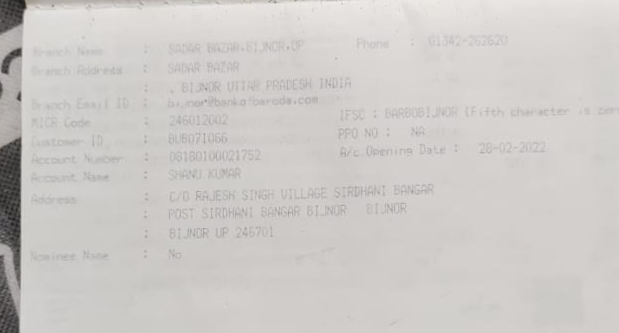 Branch Name : SADAR BAZAR,BIJNOR,UP Phone : 01342-262620
Branch Address : SADAR BAZAR
: , BIJNOR UTTAR PRADESH INDIA
Branch Email ID : bijnor@bankofbaroda.com
MICR Code : 246012002 IFSC : BARB0BIJNOR (Fifth character is zero
Customer ID : PPO NO : NA
Account Number : 08180100021752 A/c Opening Date : 28-02-2022
Account Name : SHANU KUMAR
Address : C/O RAJESH SINGH VILLAGE SIRDHANI BANGAR
: POST SIRDHANI BANGAR BIJNOR BIJNOR
: BIJNOR UP 246701
Nominee Name : No